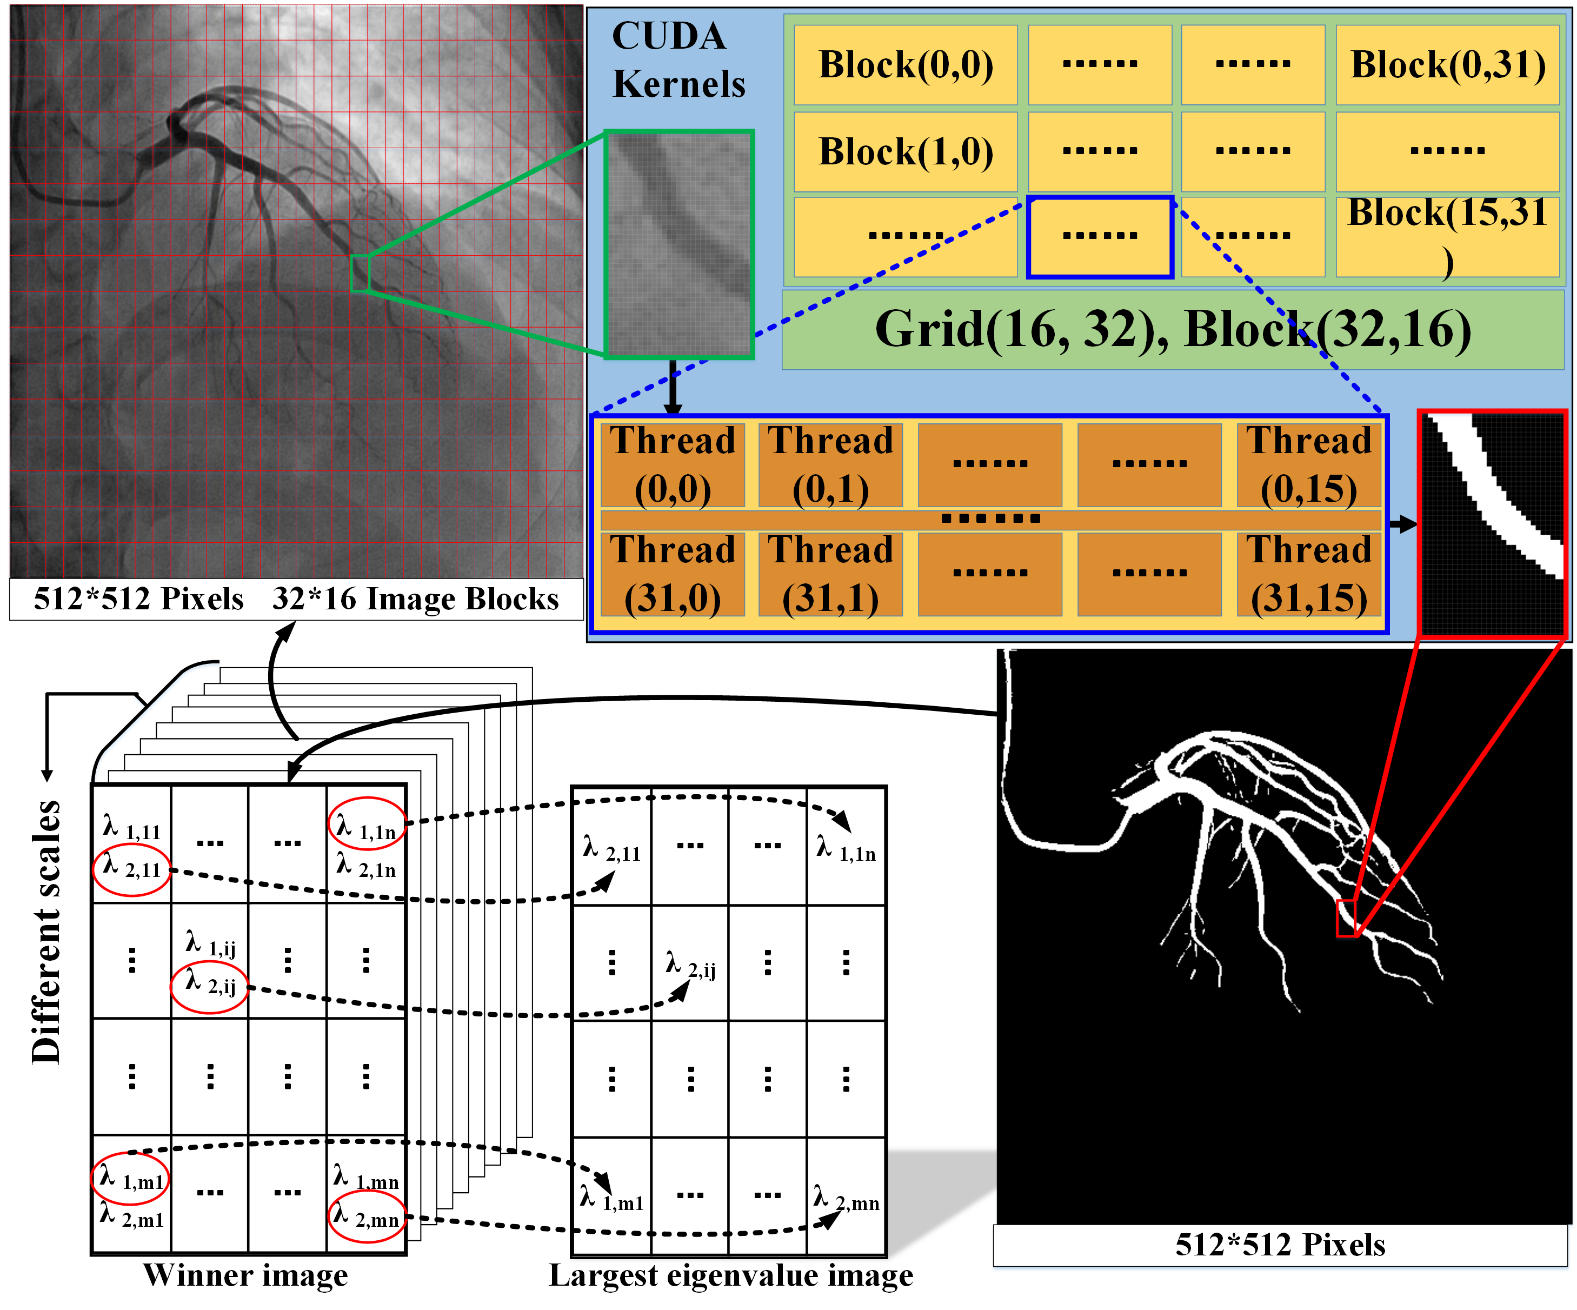 CUDA
Kernels
Block(0,0) ...... ...... Block(0,31)
Block(1,0) ...... ...... ......
...... ...... ...... Block(15,31
)
Grid(16, 32), Block(32,16)
Thread
(0,0)
Thread
(0,1)
...... ......
Thread
(0,15)
......
Thread
(31,0)
Thread
(31,1)
...... ......
Thread
(31,15)
512*512 Pixels 32*16 Image Blocks
Different scales
λ 1,11
λ 2,11
... ...
λ 1,1n
λ 2,1n
λ 1,ij
λ 2,ij
λ 1,m1
λ 2,m1
... ...
λ 1,mn
λ 2,mn
Winner image
λ 2,11 ... ... λ 1,1n
λ 2,ij
λ 1,m1 ... ... λ 2,mn
Largest eigenvalue image
512*512 Pixels